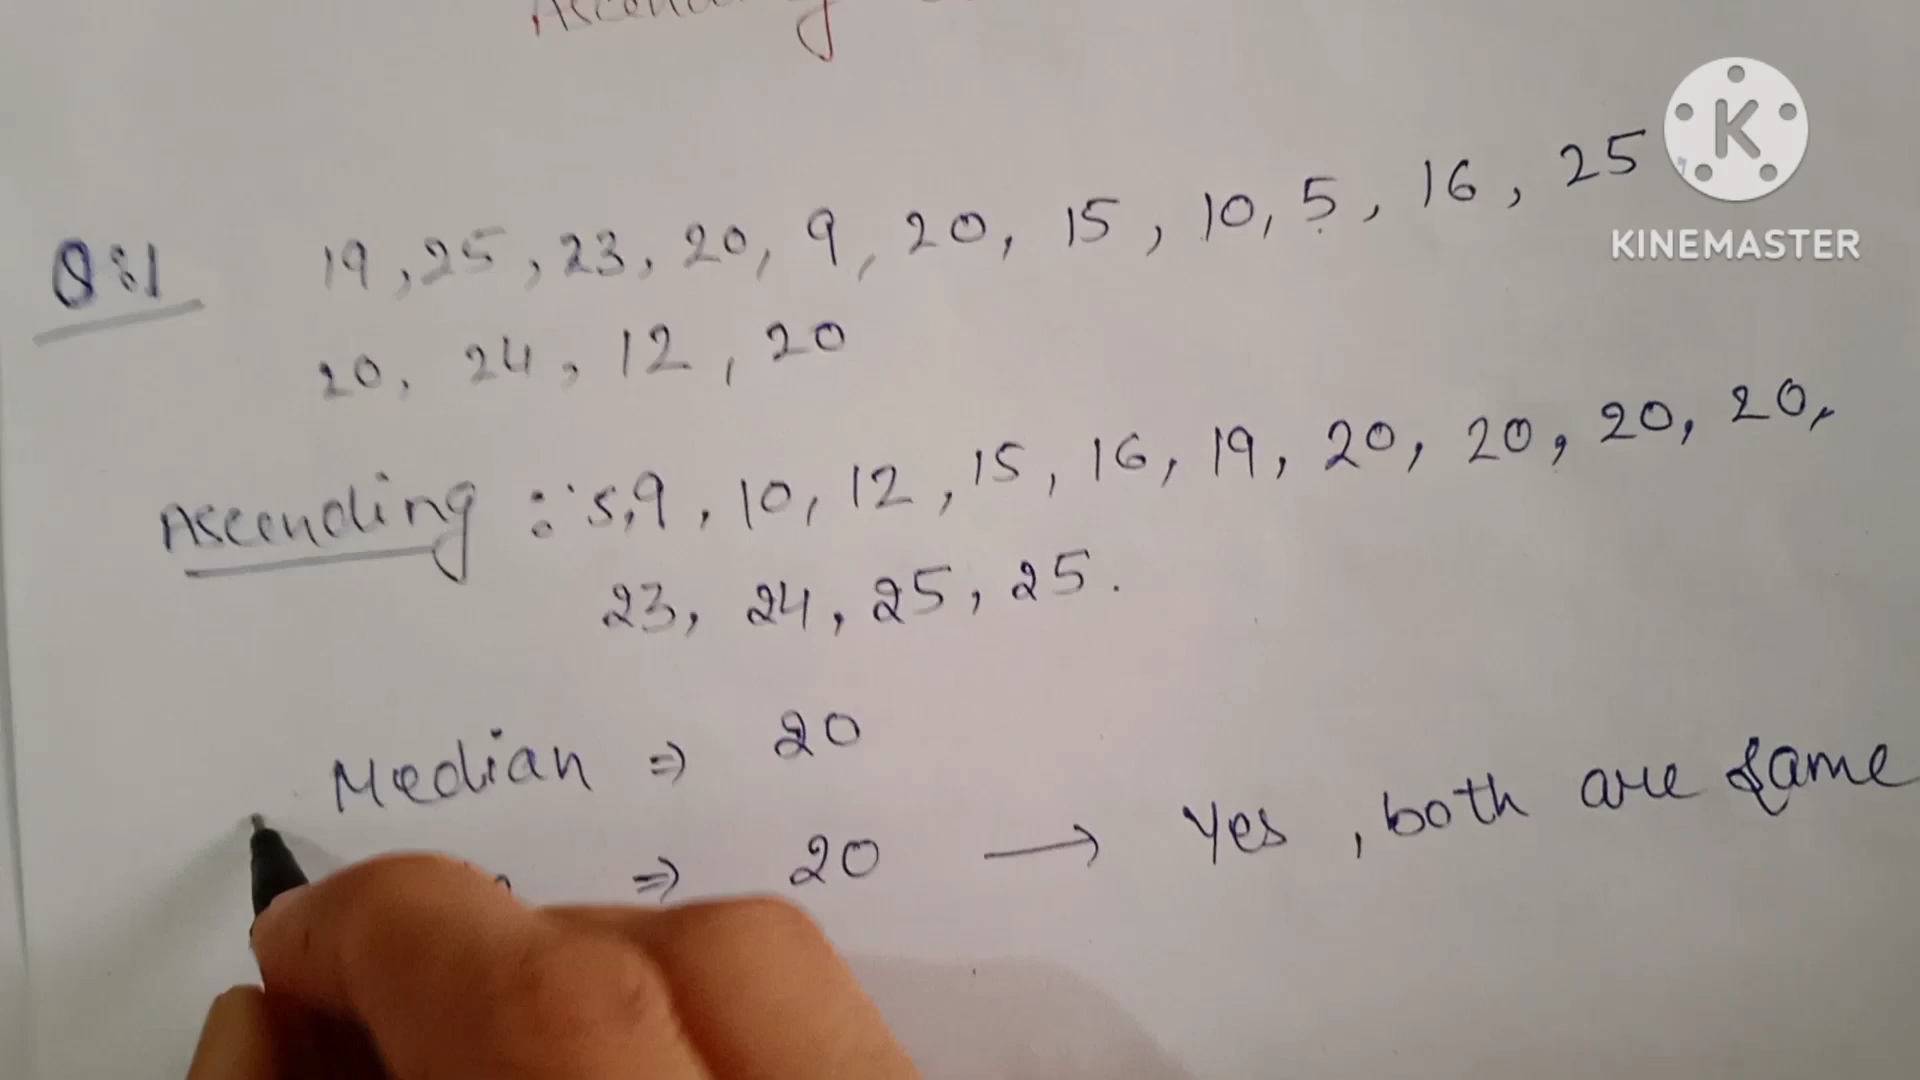 Ascending
Q:1 19, 25, 23, 20, 9, 20, 15, 10, 5, 16, 25
20, 24, 12, 20
Ascending : 5, 9, 10, 12, 15, 16, 19, 20, 20, 20, 20,
23, 24, 25, 25.
Median ⇒ 20
⇒ 20 → Yes, both are same
K
KINEMASTER